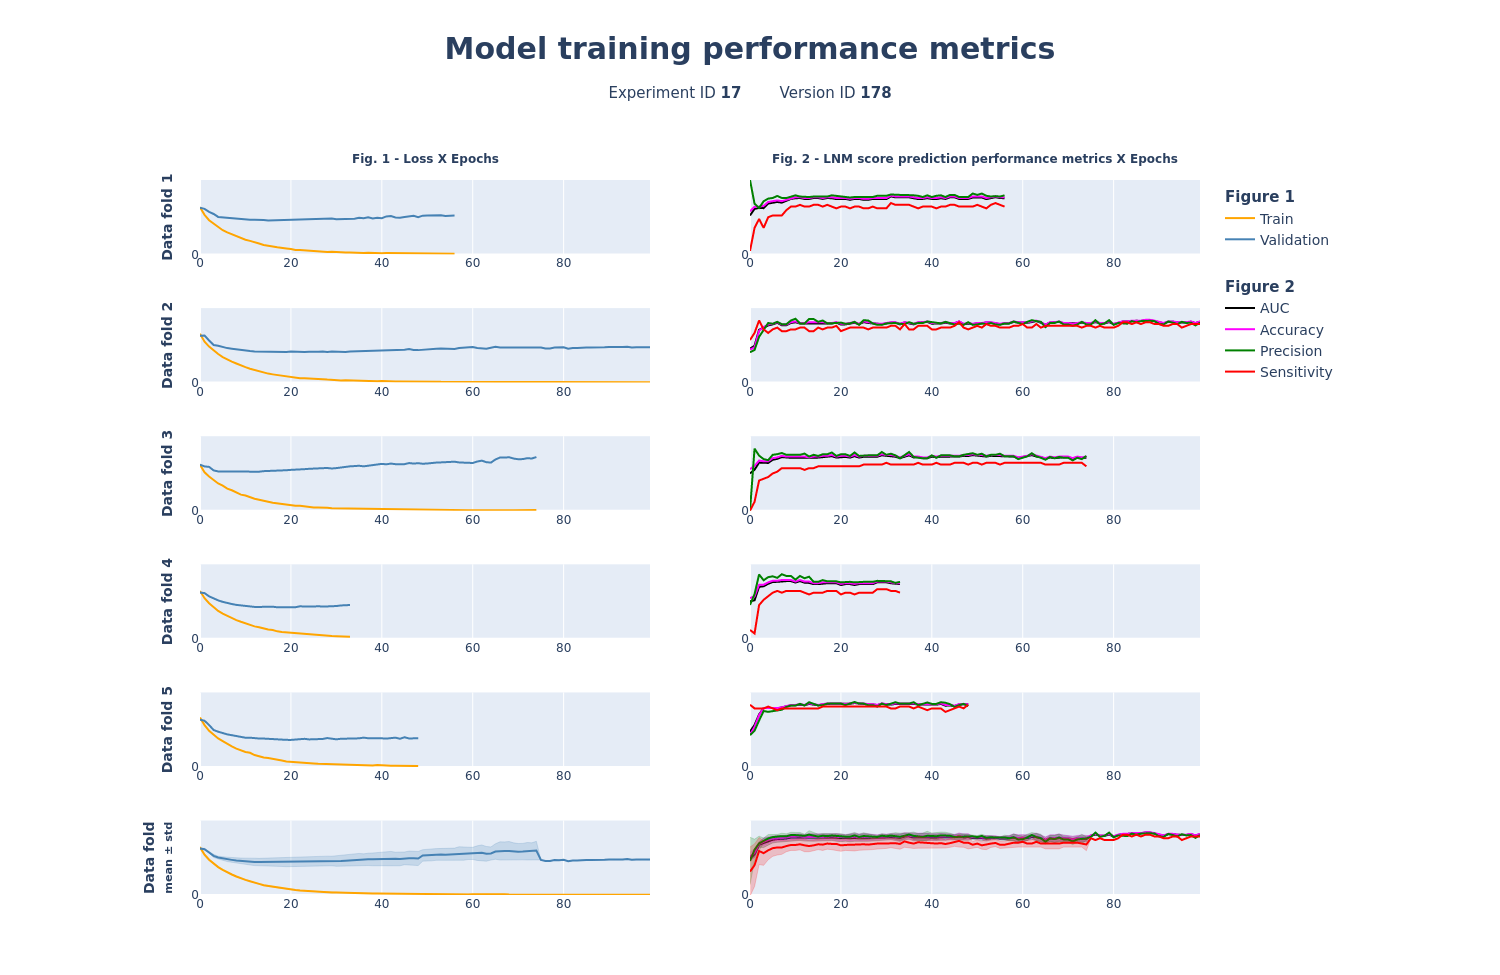 Model training performance metrics
Experiment ID 17 Version ID 178
Fig. 1 - Loss X Epochs
Fig. 2 - LNM score prediction performance metrics X Epochs
Data fold 1
0
0 20 40 60 80
0
0 20 40 60 80
Figure 1
Train
Validation
Figure 2
AUC
Accuracy
Precision
Sensitivity
Data fold 2
0
0 20 40 60 80
0
0 20 40 60 80
Data fold 3
0
0 20 40 60 80
0
0 20 40 60 80
Data fold 4
0
0 20 40 60 80
0
0 20 40 60 80
Data fold 5
0
0 20 40 60 80
0
0 20 40 60 80
Data fold
mean ± std
0
0 20 40 60 80
0
0 20 40 60 80